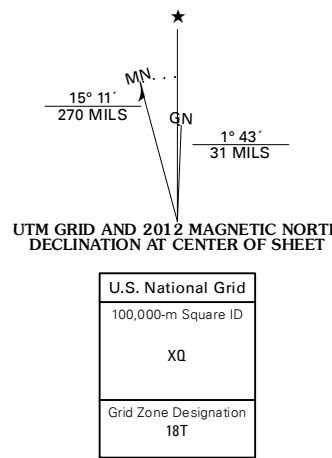 ★
MN
GN
15° 11´
270 MILS
1° 43´
31 MILS
UTM GRID AND 2012 MAGNETIC NORT
DECLINATION AT CENTER OF SHEET
U.S. National Grid
100,000-m Square ID
XQ
Grid Zone Designation
18T